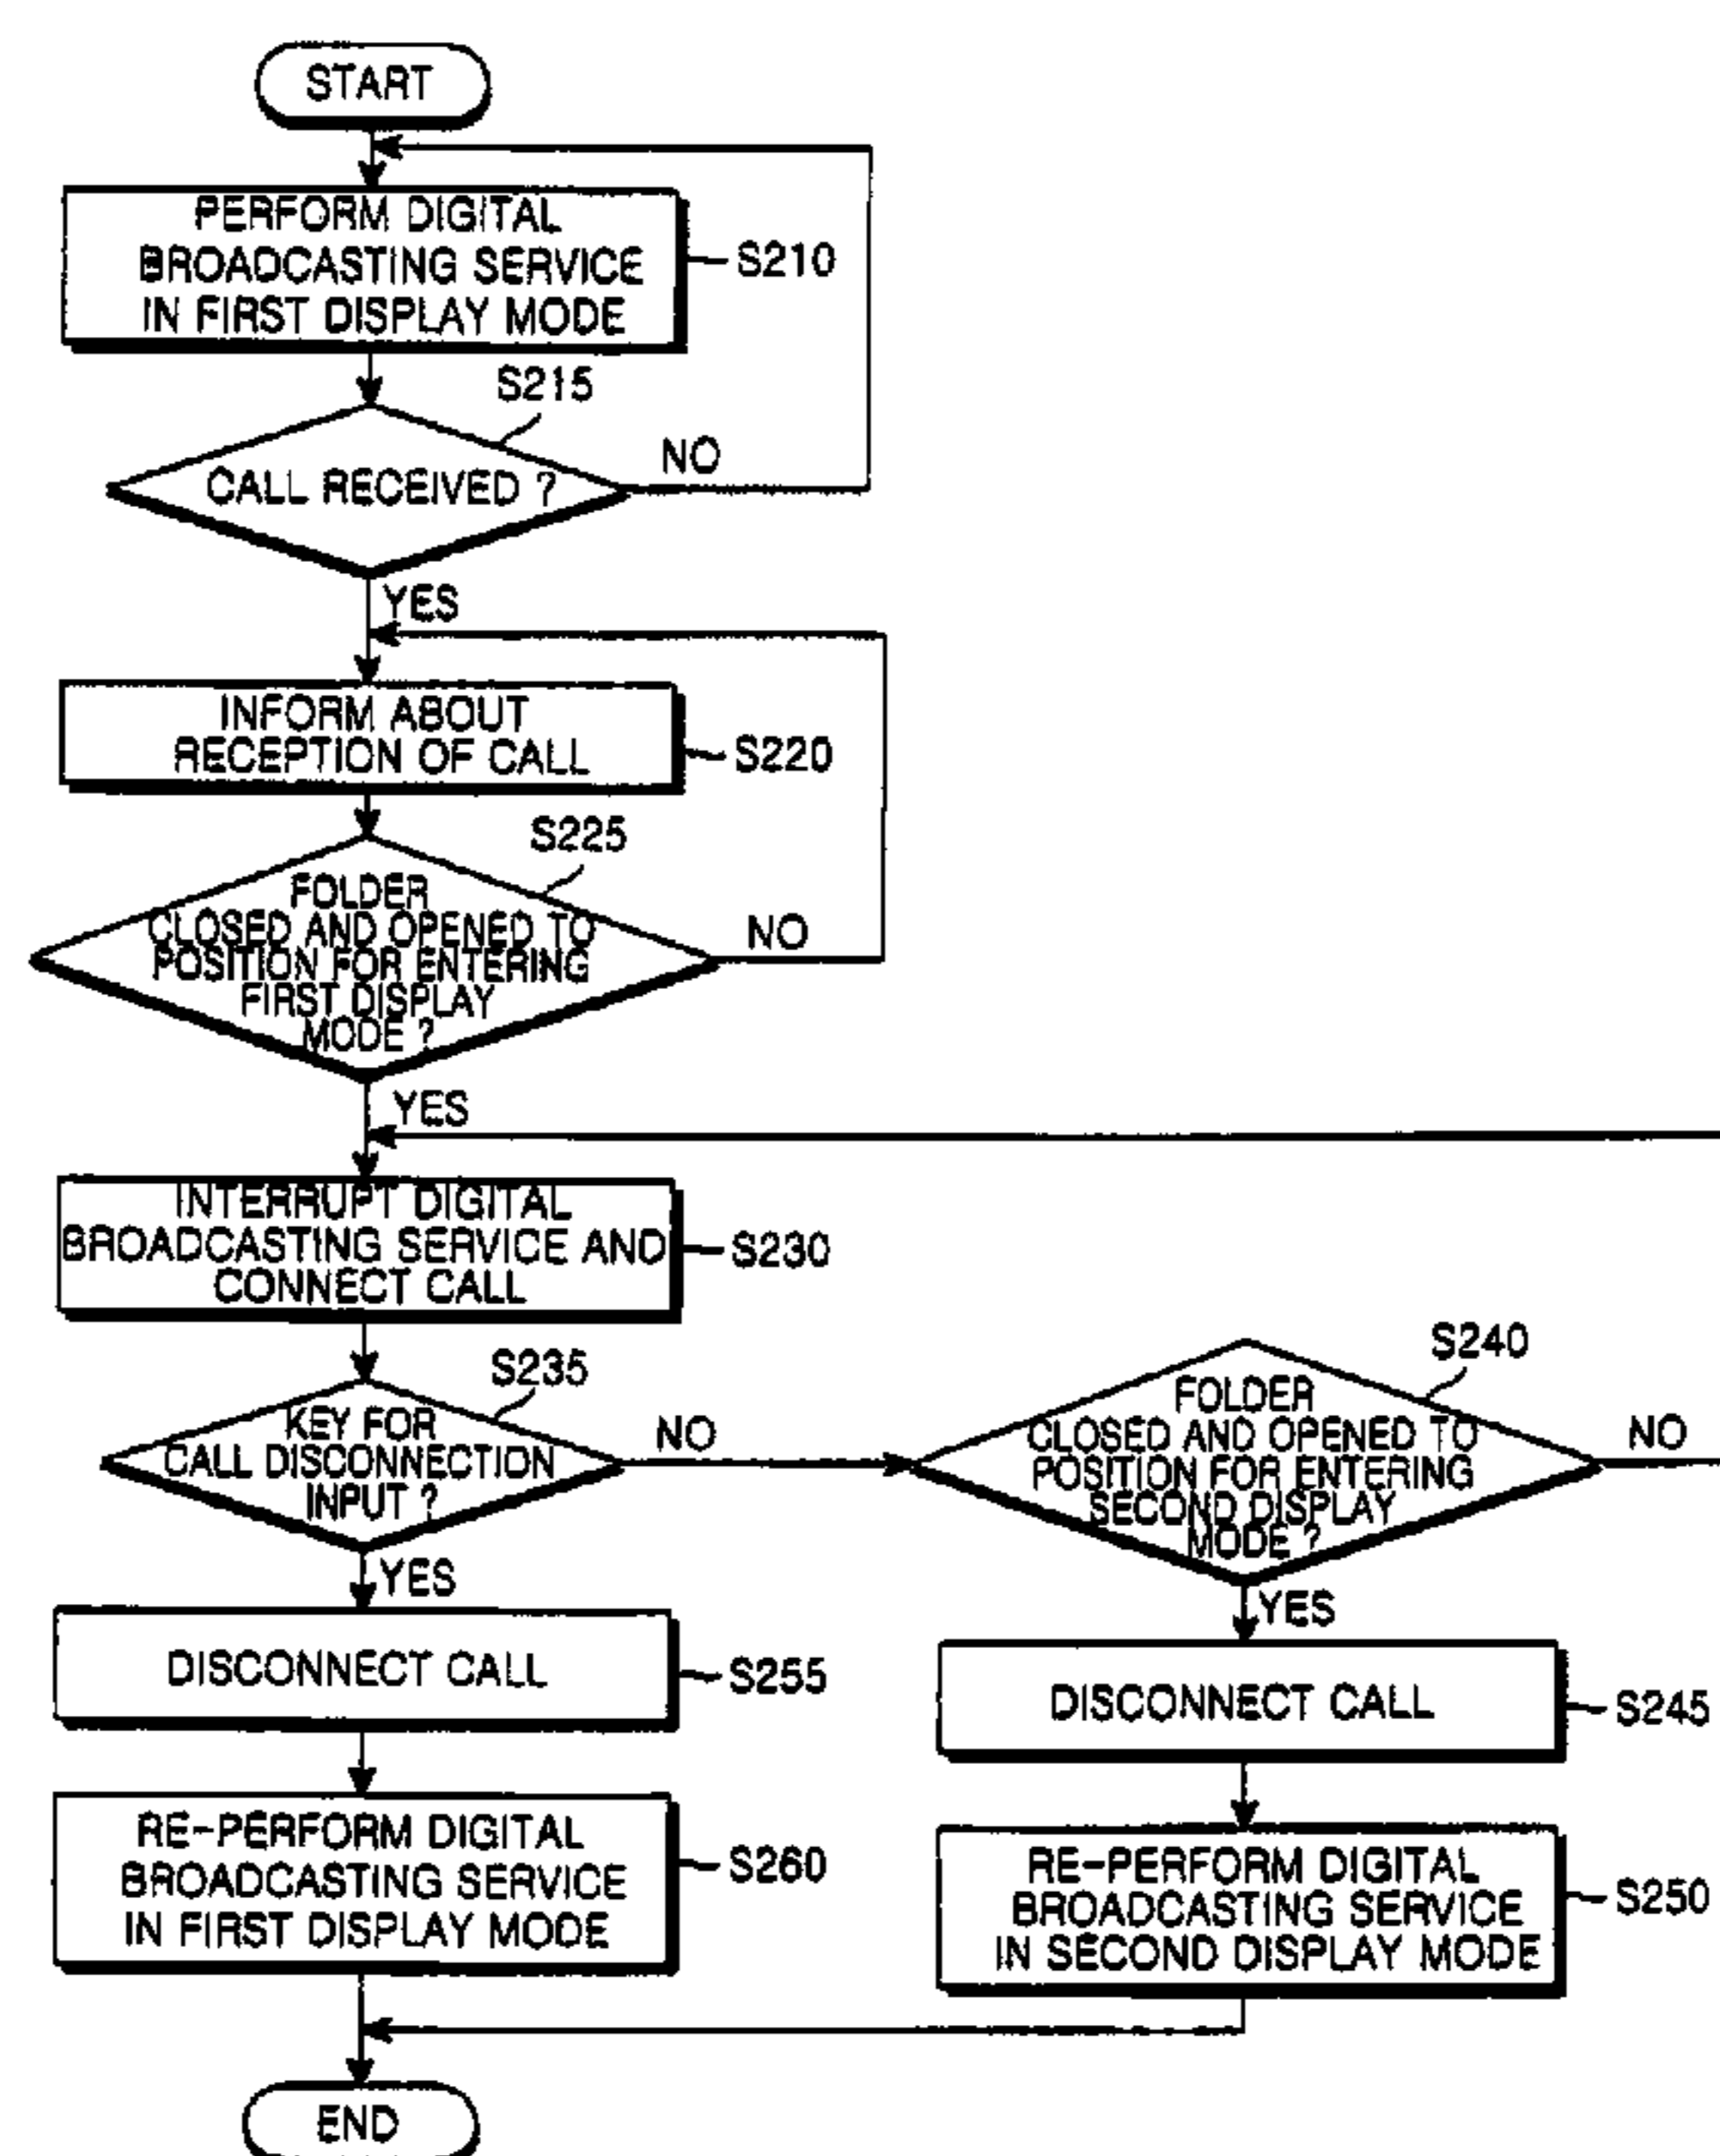 START
PERFORM DIGITAL
BROADCASTING SERVICE
IN FIRST DISPLAY MODE
S210
S215
CALL RECEIVED ?
NO
YES
INFORM ABOUT
RECEPTION OF CALL
S220
S225
FOLDER
CLOSED AND OPENED TO
POSITION FOR ENTERING
FIRST DISPLAY
MODE ?
NO
YES
INTERRUPT DIGITAL
BROADCASTING SERVICE AND
CONNECT CALL
S230
S235
KEY FOR
CALL DISCONNECTION
INPUT ?
NO
S240
FOLDER
CLOSED AND OPENED TO
POSITION FOR ENTERING
SECOND DISPLAY
MODE ?
NO
YES
YES
DISCONNECT CALL
S255
DISCONNECT CALL
S245
RE-PERFORM DIGITAL
BROADCASTING SERVICE
IN FIRST DISPLAY MODE
S260
RE-PERFORM DIGITAL
BROADCASTING SERVICE
IN SECOND DISPLAY MODE
S250
END